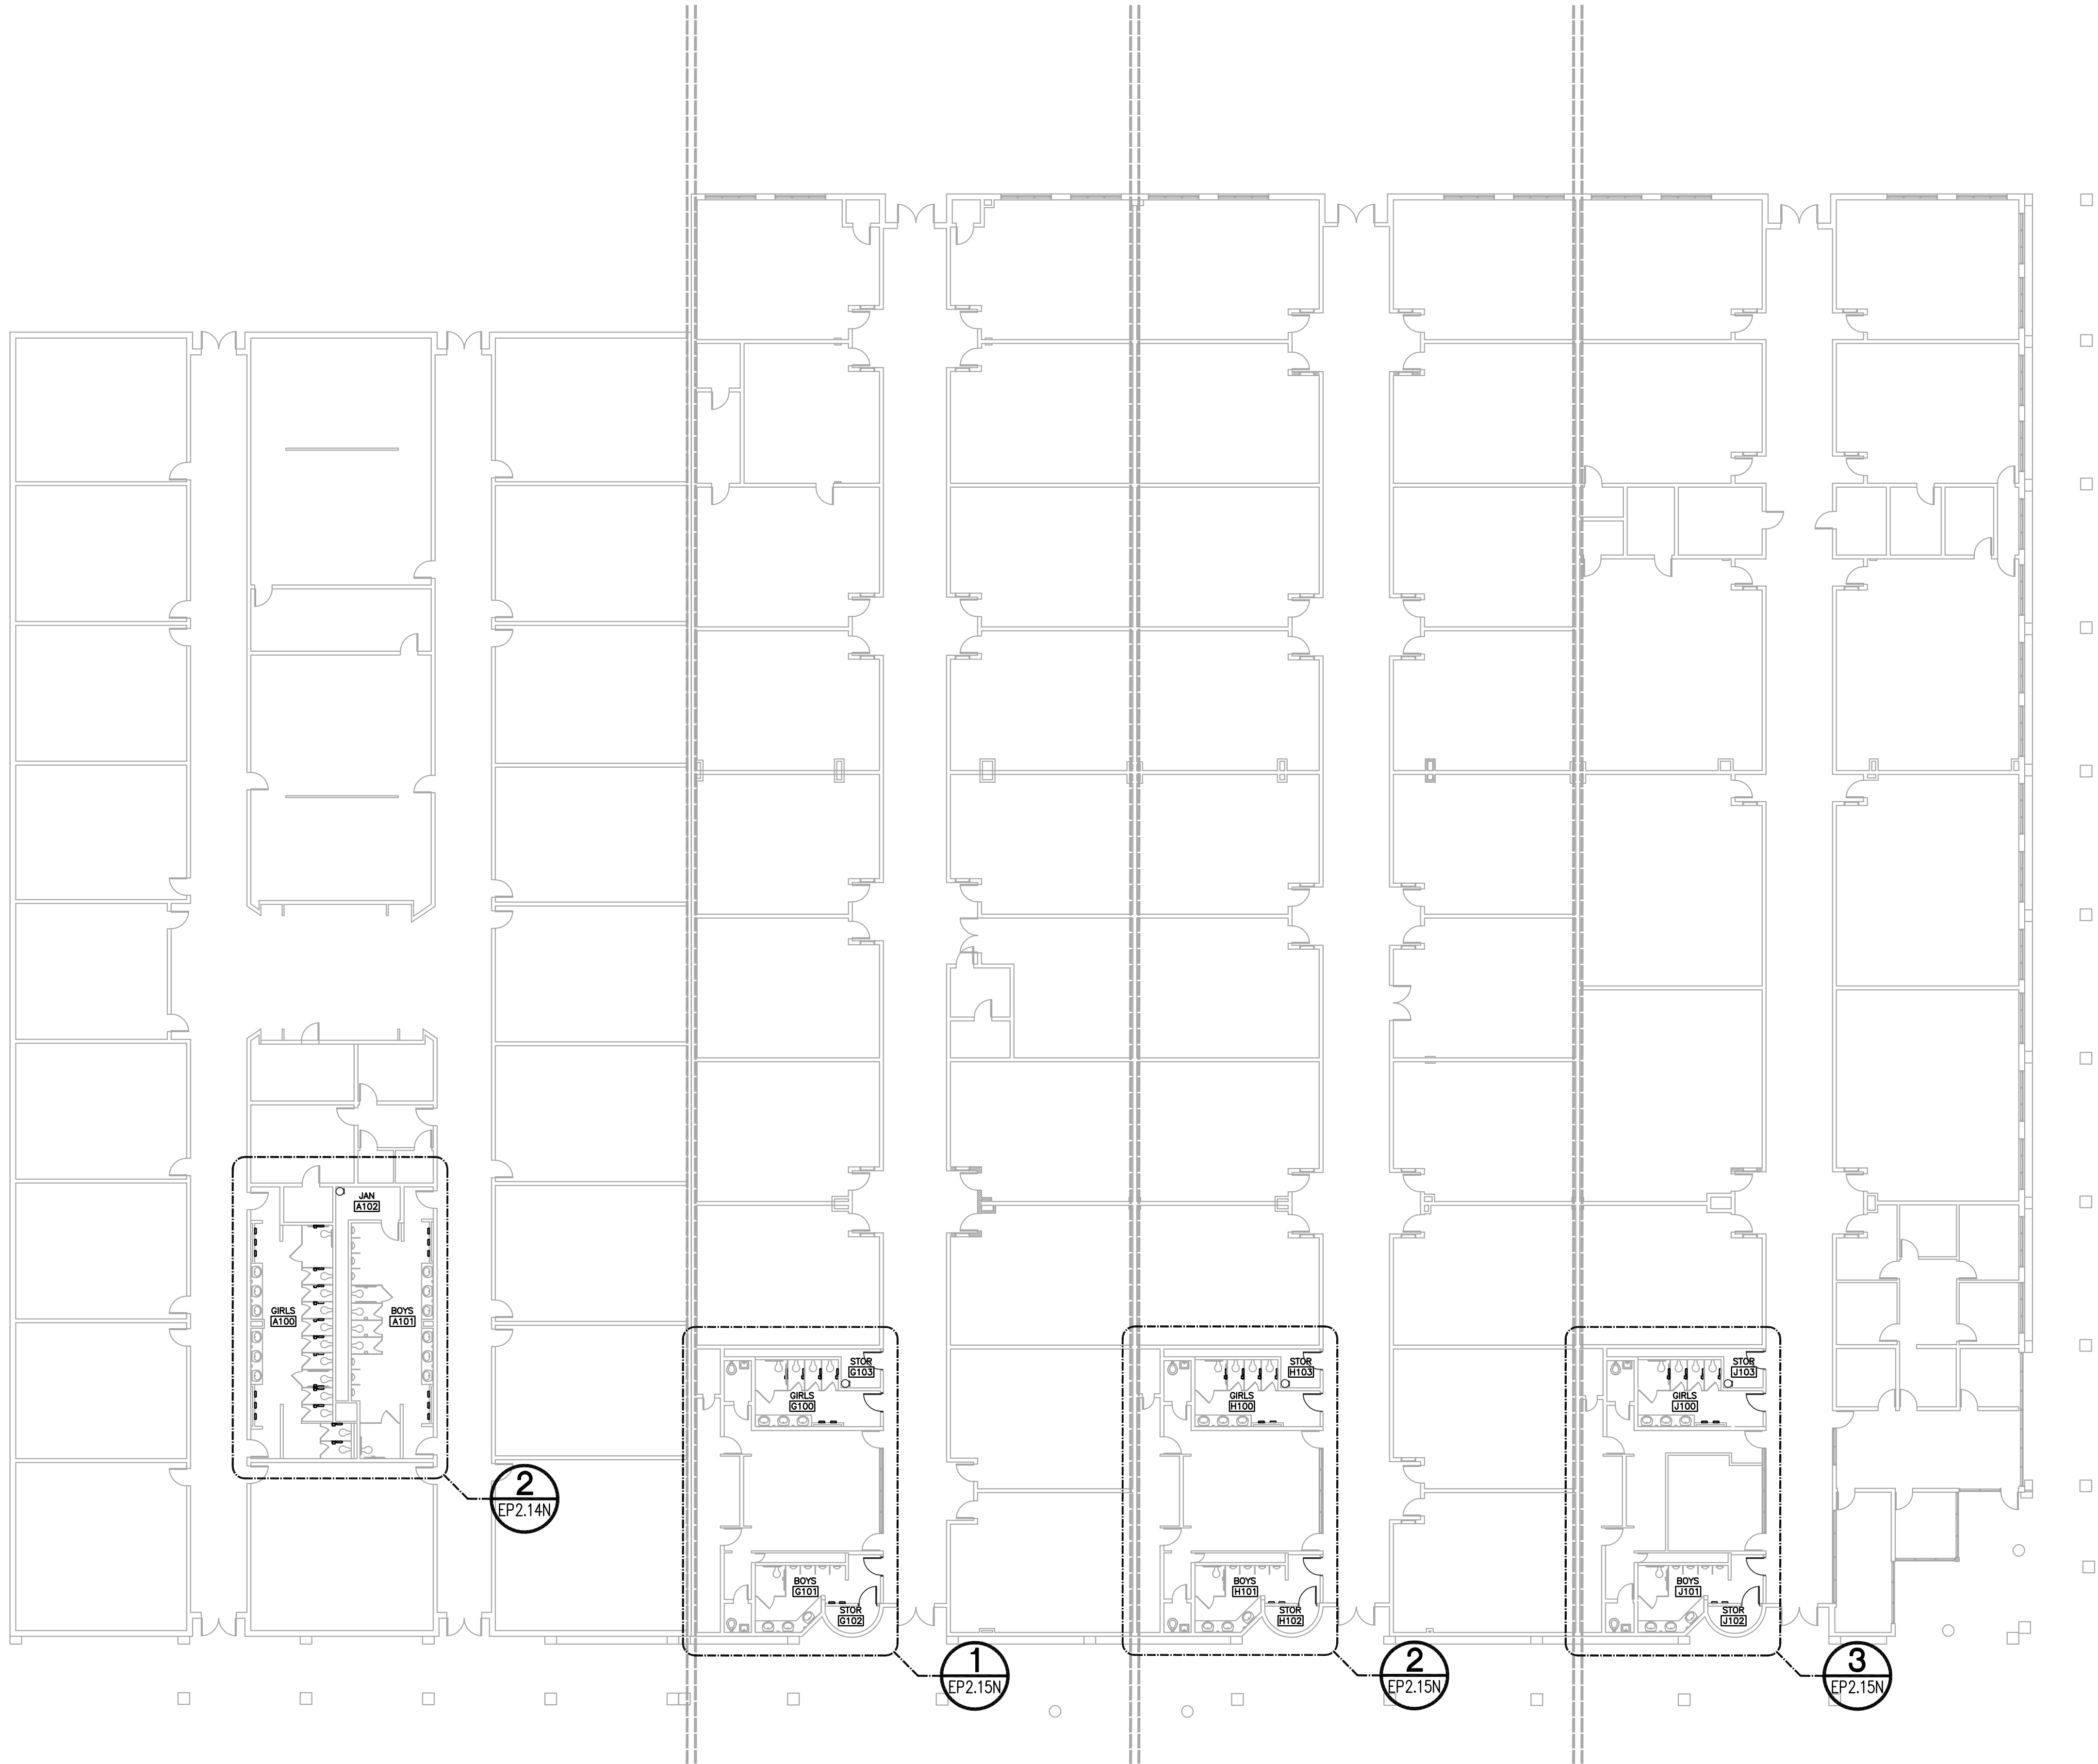 JAN
A102
GIRLS
A100
BOYS
A101
2
EP2.14N
STOR
G103
GIRLS
G100
BOYS
G101
STOR
G102
1
EP2.15N
STOR
H103
GIRLS
H100
BOYS
H101
STOR
H102
2
EP2.15N
STOR
J103
GIRLS
J100
BOYS
J101
STOR
J102
3
EP2.15N